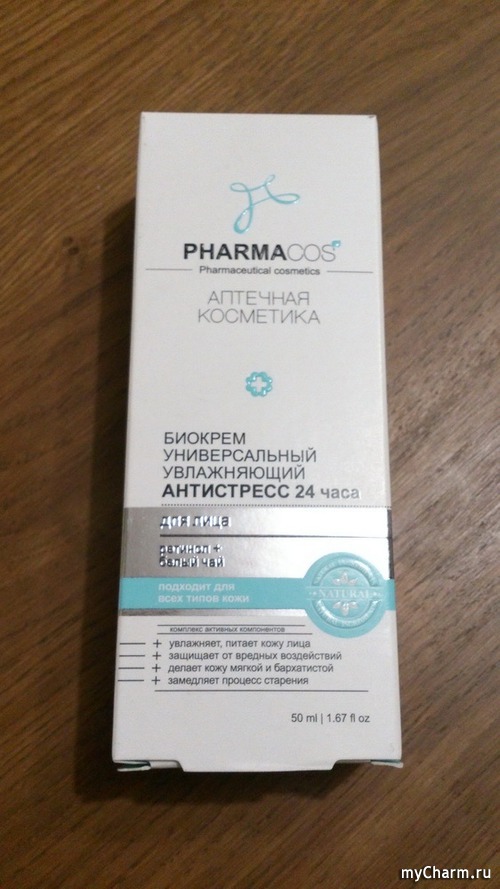 PHARMACOS
Pharmaceutical cosmetics
АПТЕЧНАЯ
КОСМЕТИКА
БИОКРЕМ
УНИВЕРСАЛЬНЫЙ
УВЛАЖНЯЮЩИЙ
АНТИСТРЕСС 24 часа
для лица
ретинол +
белый чай
подходит для
всех типов кожи
NATURAL
комплекс активных компонентов
+ увлажняет, питает кожу лица
+ защищает от вредных воздействий
+ делает кожу мягкой и бархатистой
+ замедляет процесс старения
50 ml | 1.67 fl oz
myCharm.ru